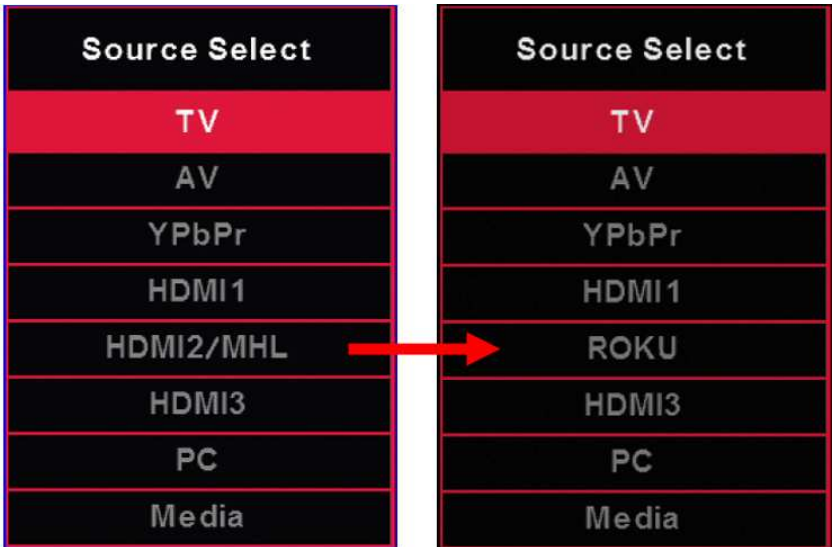 Source Select
TV
AV
YPbPr
HDMI1
HDMI2/MHL
HDMI3
PC
Media
Source Select
TV
AV
YPbPr
HDMI1
ROKU
HDMI3
PC
Media